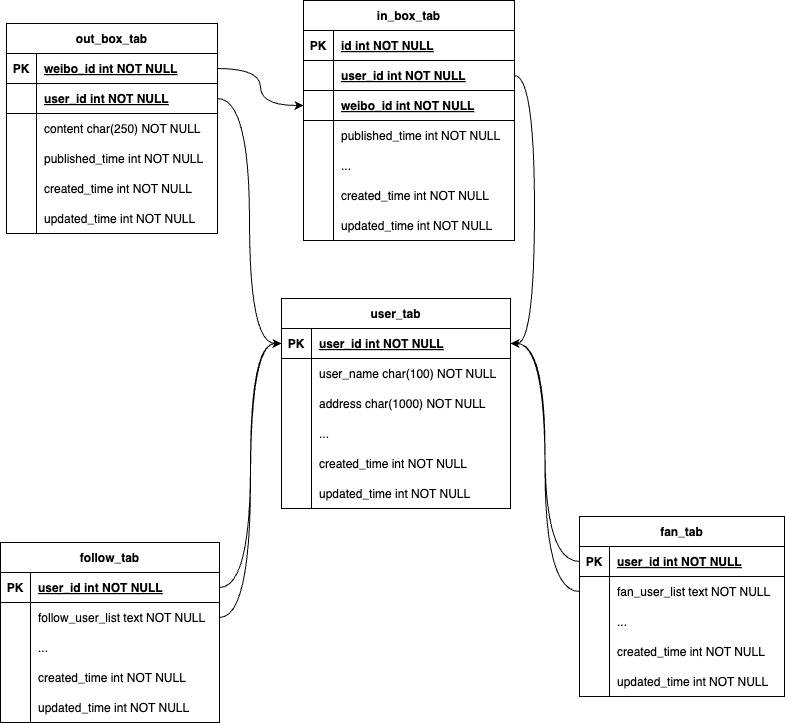 out_box_tab
PK weibo_id int NOT NULL
user_id int NOT NULL
content char(250) NOT NULL
published_time int NOT NULL
created_time int NOT NULL
updated_time int NOT NULL
in_box_tab
PK id int NOT NULL
user_id int NOT NULL
weibo_id int NOT NULL
published_time int NOT NULL
...
created_time int NOT NULL
updated_time int NOT NULL
user_tab
PK user_id int NOT NULL
user_name char(100) NOT NULL
address char(1000) NOT NULL
...
created_time int NOT NULL
updated_time int NOT NULL
follow_tab
PK user_id int NOT NULL
follow_user_list text NOT NULL
...
created_time int NOT NULL
updated_time int NOT NULL
fan_tab
PK user_id int NOT NULL
fan_user_list text NOT NULL
...
created_time int NOT NULL
updated_time int NOT NULL